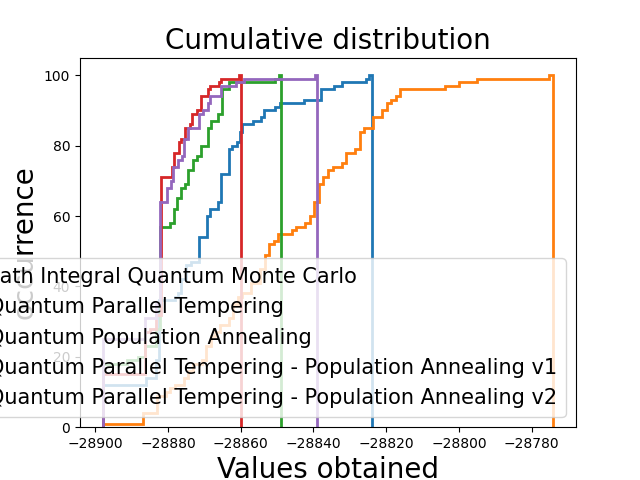 Cumulative distribution
occurrence
100
80
60
40
20
0
ath Integral Quantum Monte Carlo
Quantum Parallel Tempering
Quantum Population Annealing
Quantum Parallel Tempering - Population Annealing v1
Quantum Parallel Tempering - Population Annealing v2
−28900 −28880 −28860 −28840 −28820 −28800 −28780
Values obtained